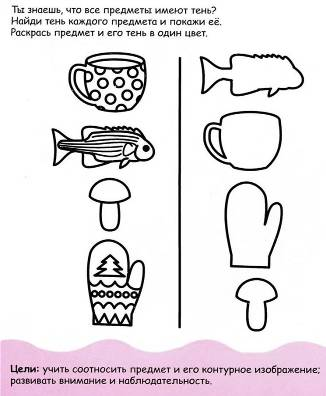 Ты знаешь, что все предметы имеют тень?
Найди тень каждого предмета и покажи её.
Раскрась предмет и его тень в один цвет.
Цели: учить соотносить предмет и его контурное изображение;
развивать внимание и наблюдательность.